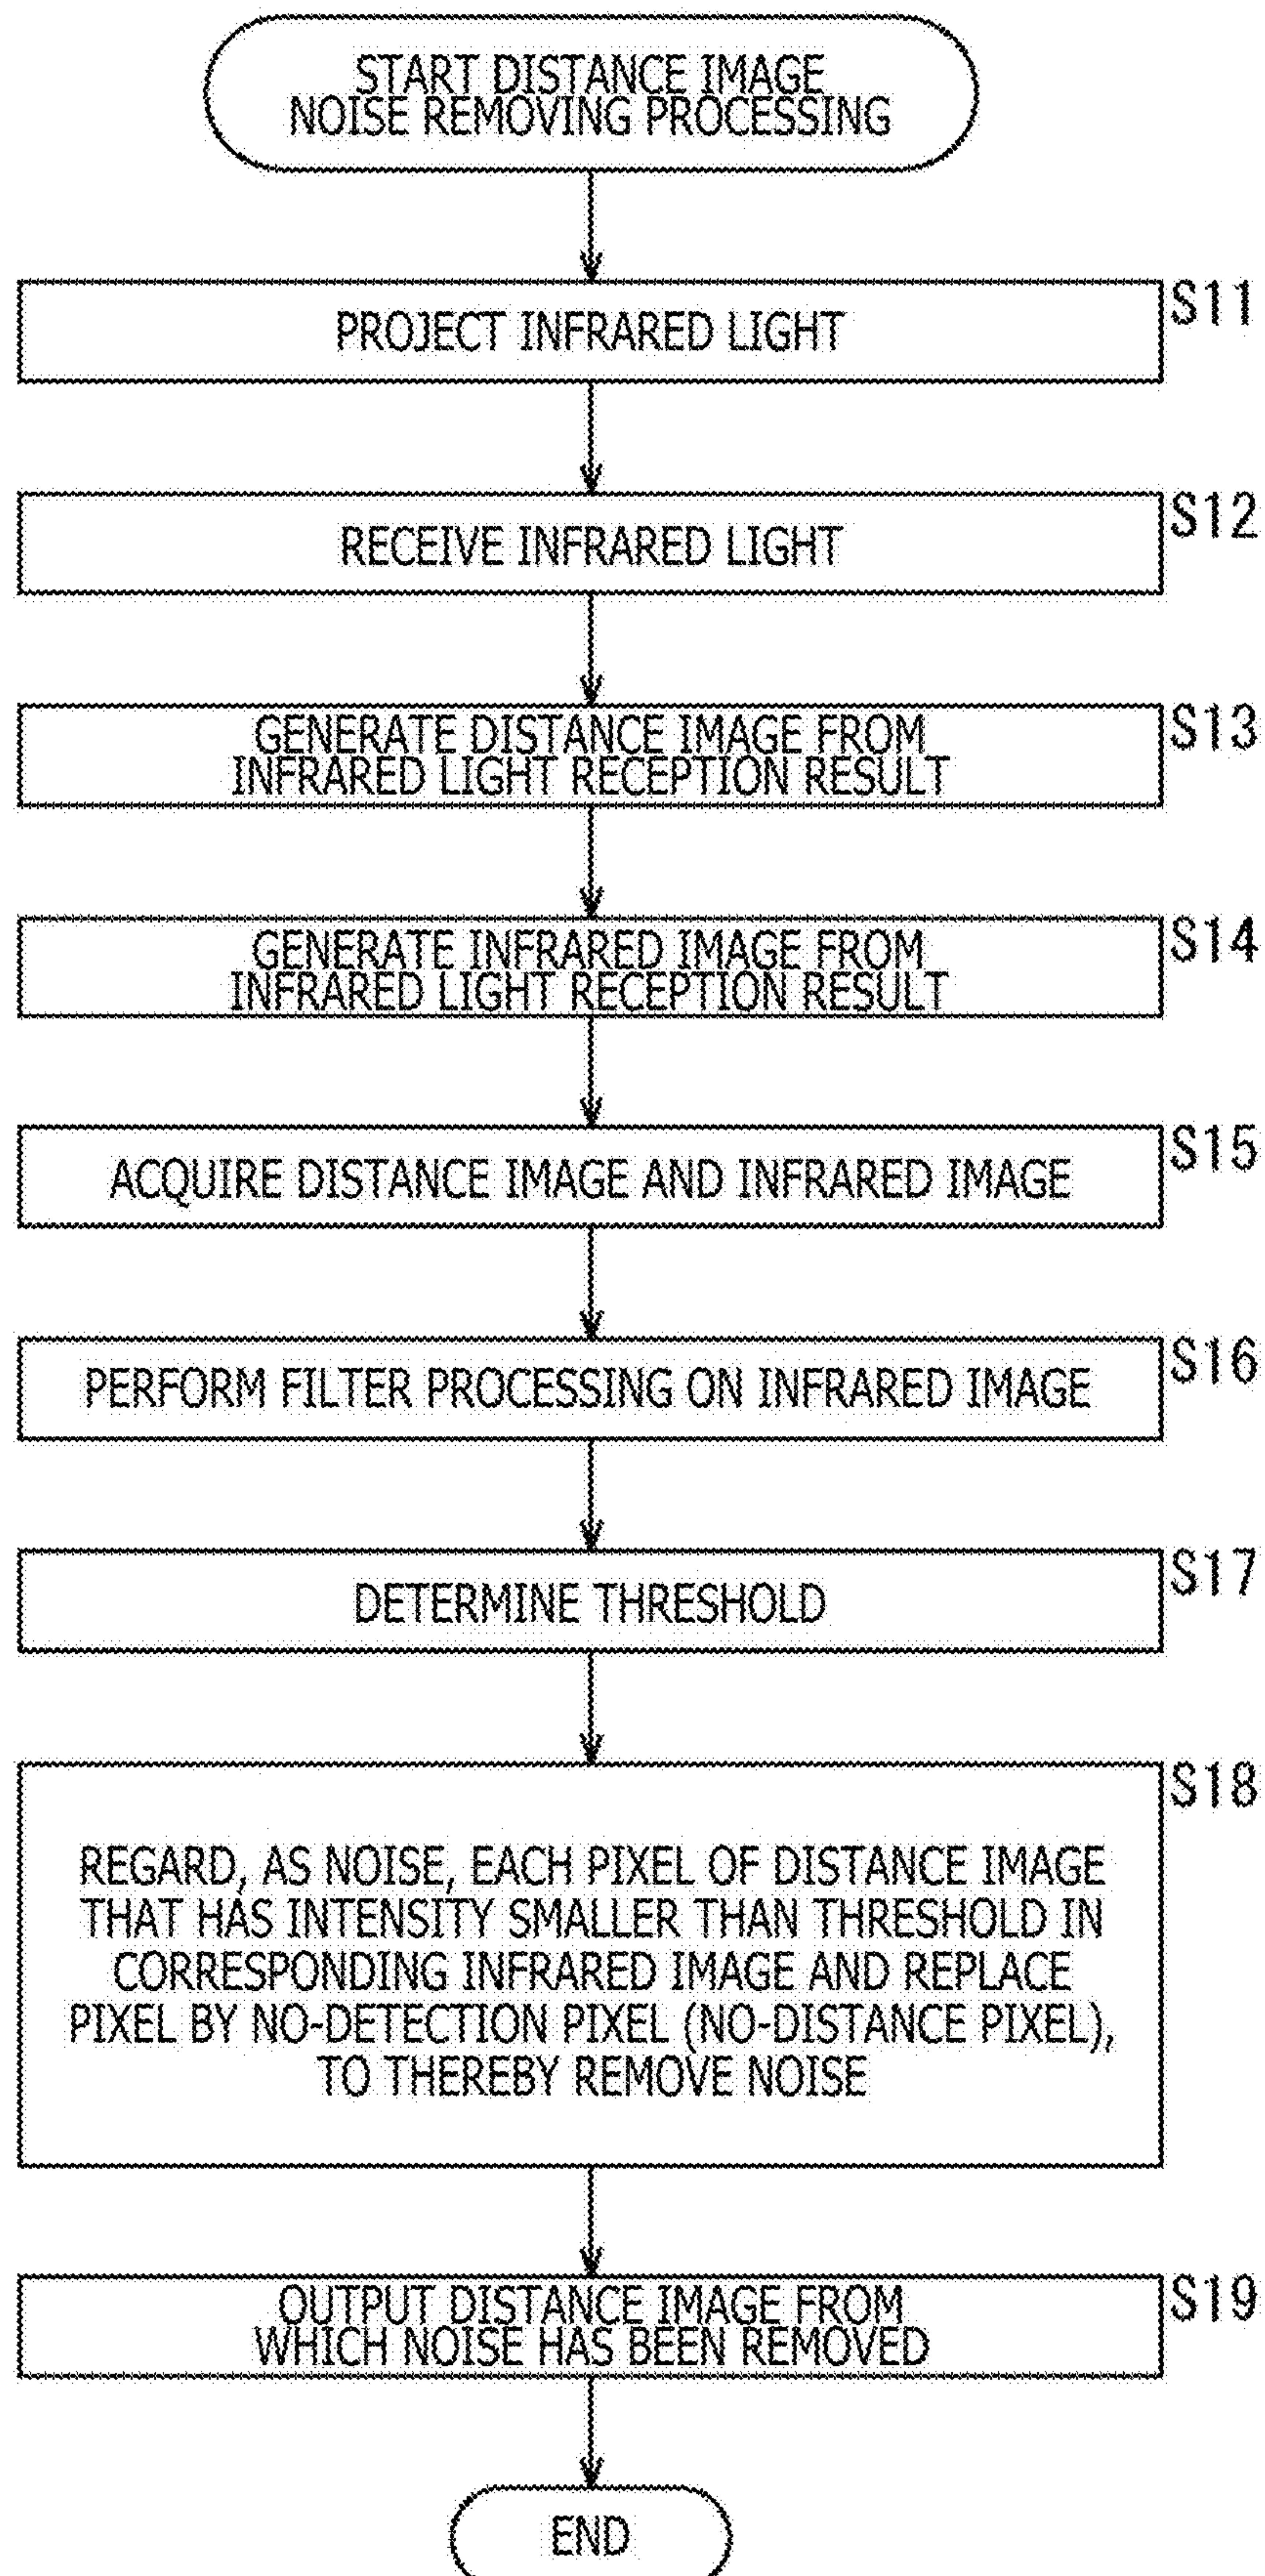 START DISTANCE IMAGE
NOISE REMOVING PROCESSING
S11
PROJECT INFRARED LIGHT
S12
RECEIVE INFRARED LIGHT
S13
GENERATE DISTANCE IMAGE FROM
INFRARED LIGHT RECEPTION RESULT
S14
GENERATE INFRARED IMAGE FROM
INFRARED LIGHT RECEPTION RESULT
S15
ACQUIRE DISTANCE IMAGE AND INFRARED IMAGE
S16
PERFORM FILTER PROCESSING ON INFRARED IMAGE
S17
DETERMINE THRESHOLD
S18
REGARD, AS NOISE, EACH PIXEL OF DISTANCE IMAGE
THAT HAS INTENSITY SMALLER THAN THRESHOLD IN
CORRESPONDING INFRARED IMAGE AND REPLACE
PIXEL BY NO-DETECTION PIXEL (NO-DISTANCE PIXEL),
TO THEREBY REMOVE NOISE
S19
OUTPUT DISTANCE IMAGE FROM
WHICH NOISE HAS BEEN REMOVED
END